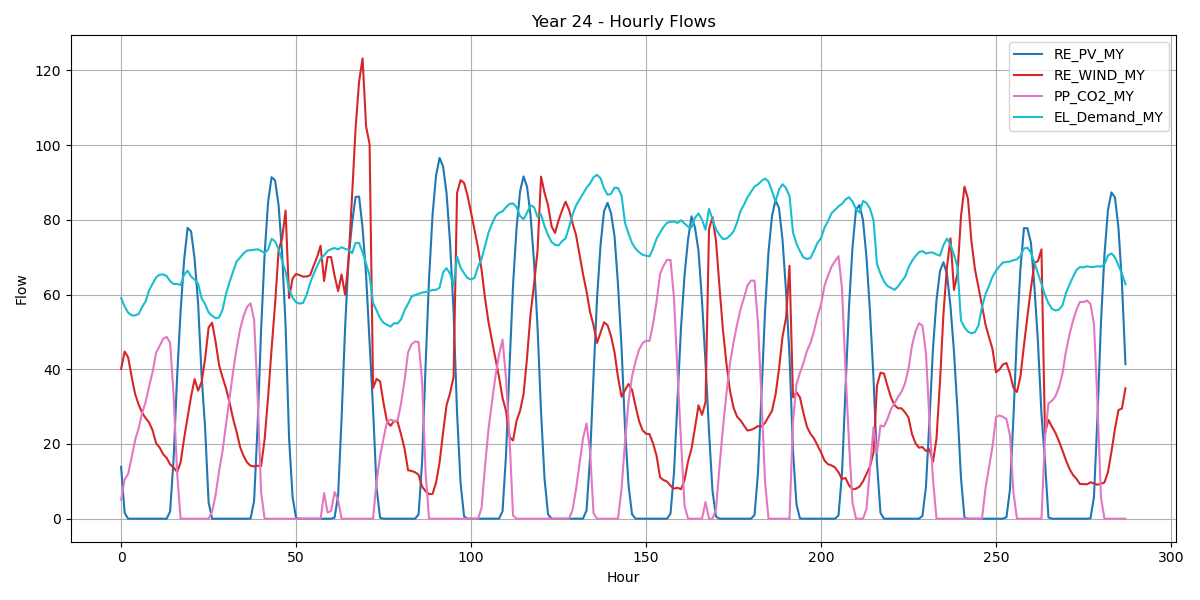 Year 24 - Hourly Flows
RE_PV_MY
RE_WIND_MY
PP_CO2_MY
EL_Demand_MY
Flow
120
100
80
60
40
20
0
0 50 100 150 200 250 300
Hour